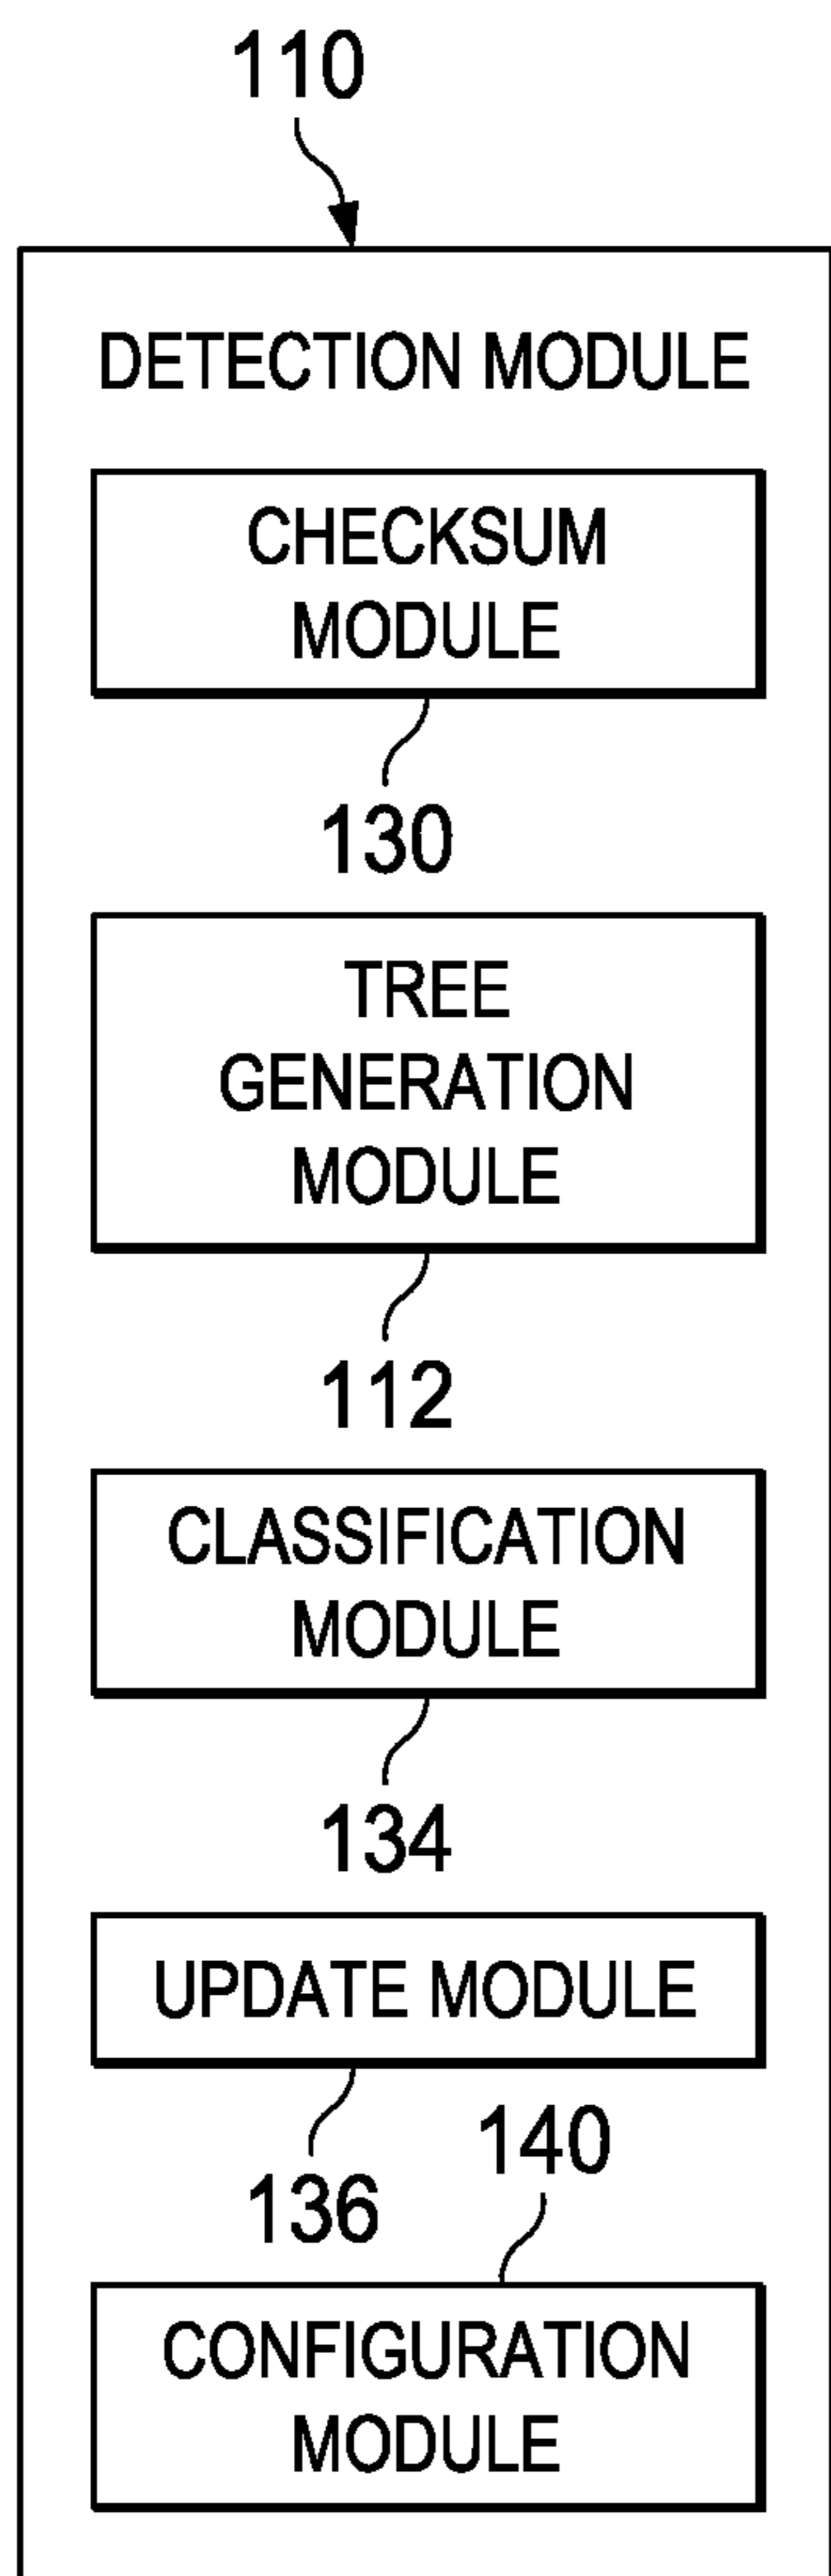 110
DETECTION MODULE
CHECKSUM
MODULE
130
TREE
GENERATION
MODULE
112
CLASSIFICATION
MODULE
134
UPDATE MODULE
136
140
CONFIGURATION
MODULE